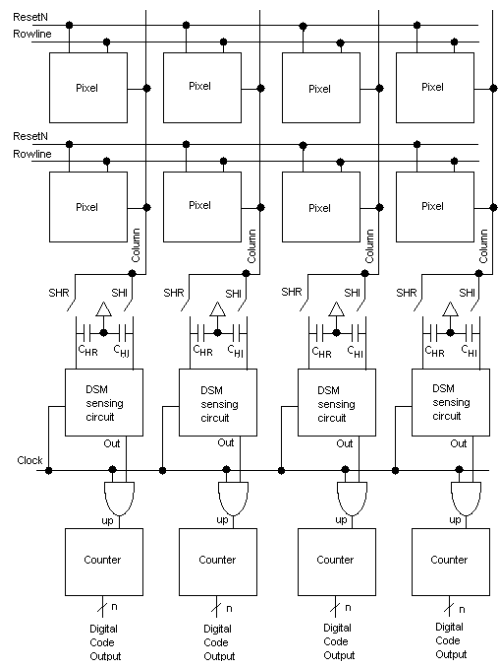 ResetN
Rowline
Pixel Pixel Pixel Pixel
ResetN
Rowline
Pixel Pixel Pixel Pixel
Column Column Column Column
SHR SHI SHR SHI SHR SHI SHR SHI
CHR CHI CHR CHI CHR CHI CHR CHI
DSM DSM DSM DSM
sensing sensing sensing sensing
circuit circuit circuit circuit
Out Out Out Out
Clock
up up up up
Counter Counter Counter Counter
n n n n
Digital Digital Digital Digital
Code Code Code Code
Output Output Output Output